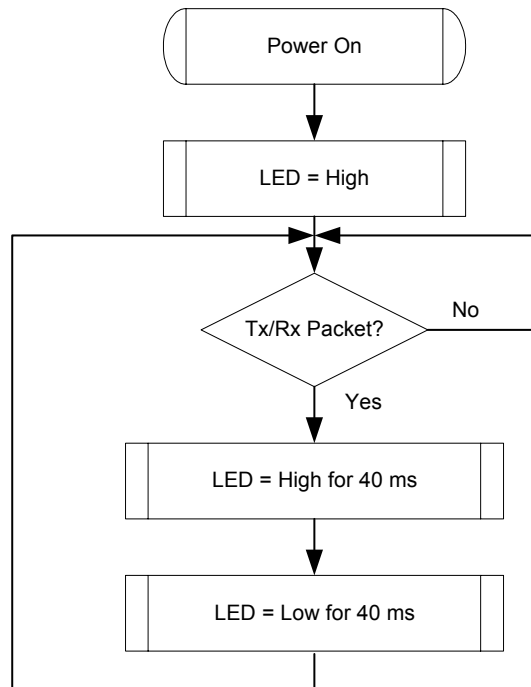 Power On
LED = High
Tx/Rx Packet?
No
Yes
LED = High for 40 ms
LED = Low for 40 ms